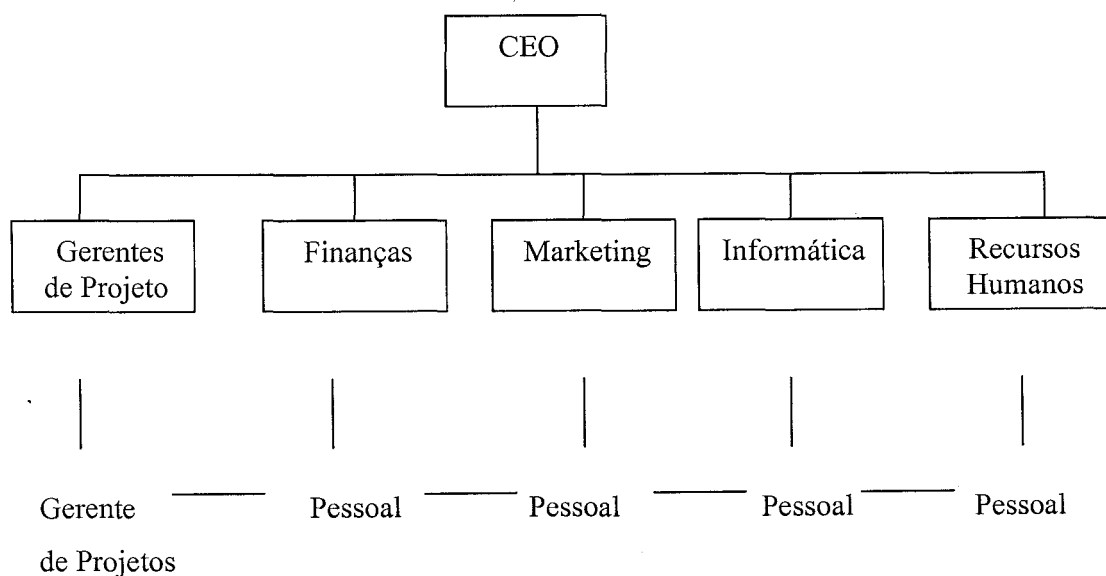 CEO
Gerentes
de Projeto
Finanças
Marketing
Informática
Recursos
Humanos
Gerente
de Projetos
Pessoal
Pessoal
Pessoal
Pessoal